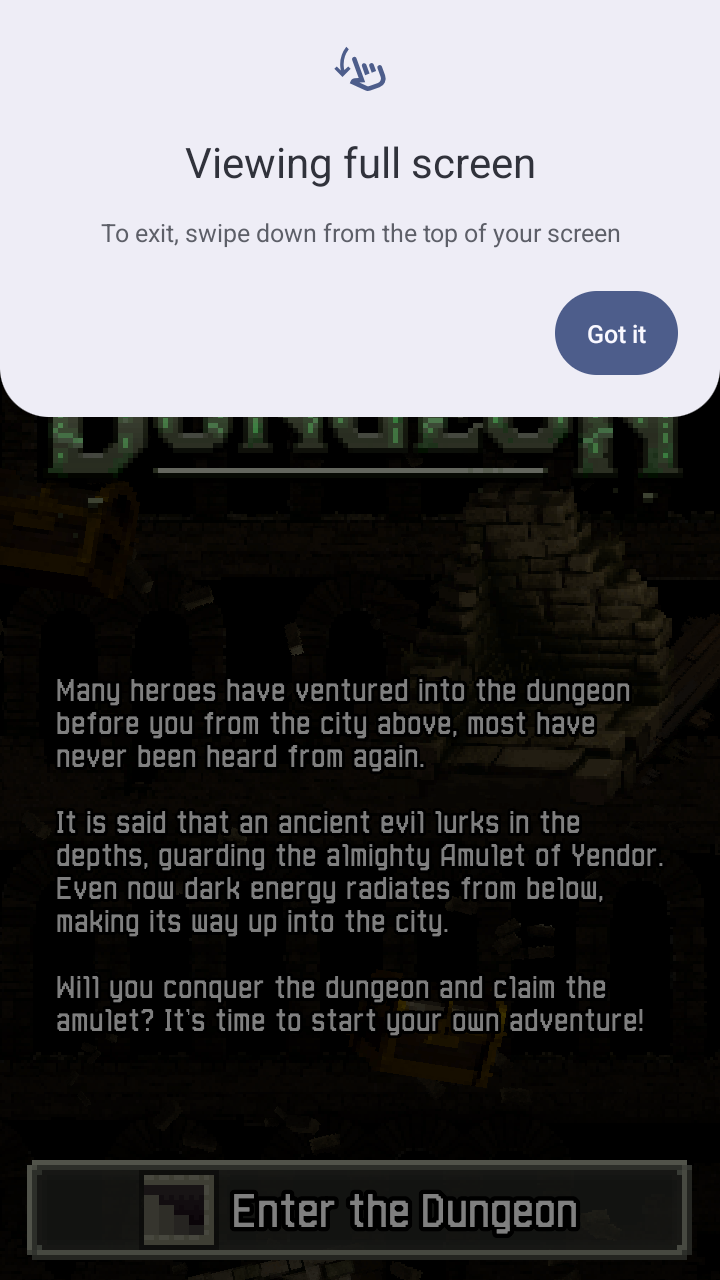 Viewing full screen
To exit, swipe down from the top of your screen
Got it
DUNGEON
Many heroes have ventured into the dungeon
before you from the city above, most have
never been heard from again.
It is said that an ancient evil lurks in the
depths, guarding the almighty Amulet of Yendor.
Even now dark energy radiates from below,
making its way up into the city.
Will you conquer the dungeon and claim the
amulet? It's time to start your own adventure!
Enter the Dungeon